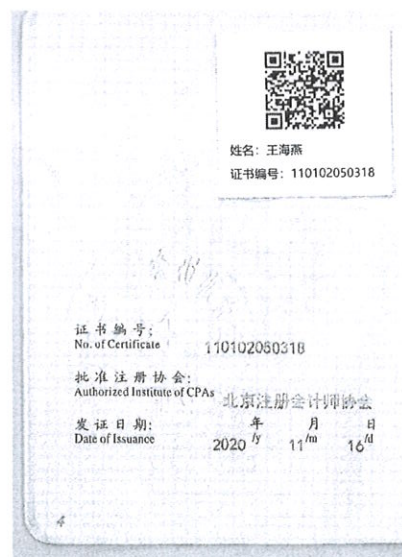 姓名：王海燕
证书编号：110102050318
证书编号：
No. of Certificate 110102050318
批准注册协会：
Authorized Institute of CPAs 北京注册会计师协会
发证日期： 年 月 日
Date of Issuance 2020 /y 11 /m 16 /d
4